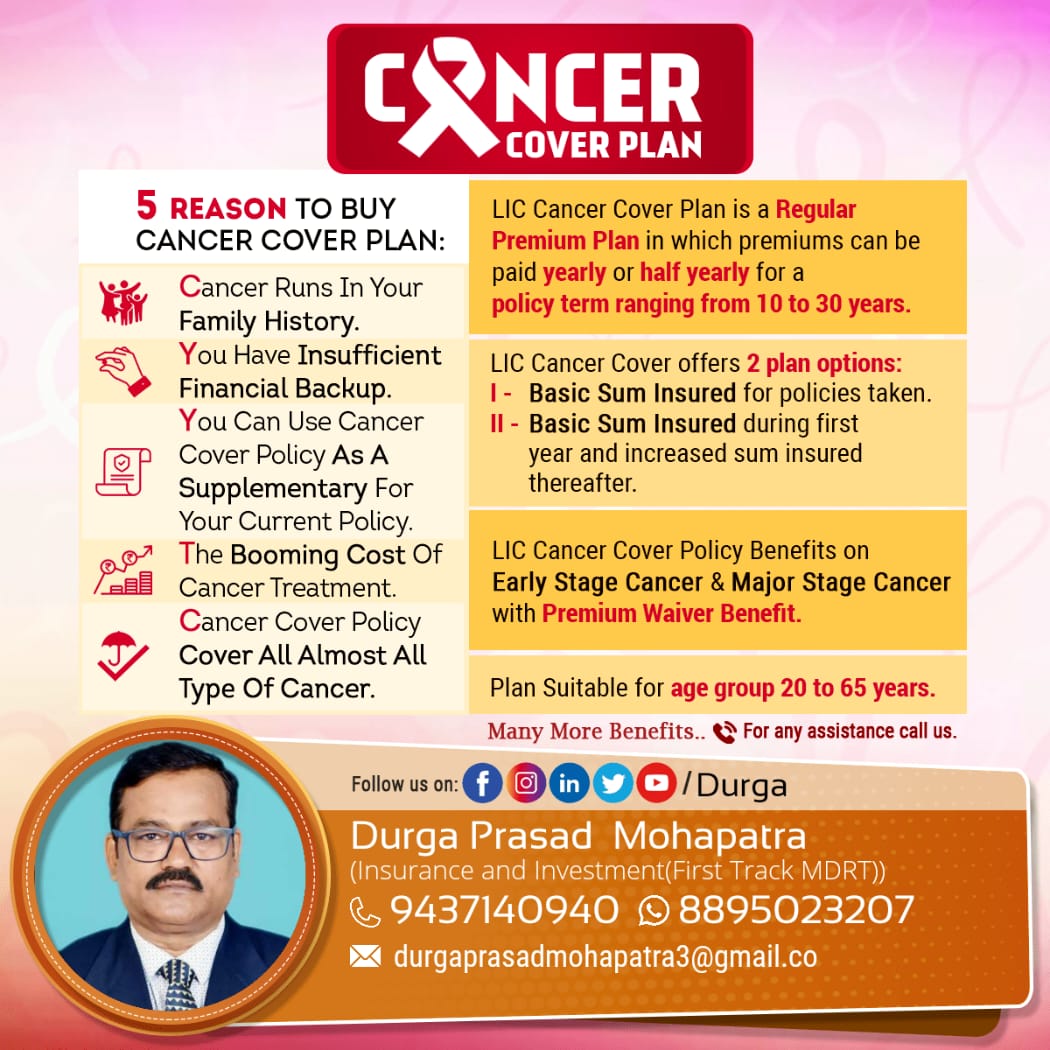 CANCER
COVER PLAN
5 REASON TO BUY
CANCER COVER PLAN:
Cancer Runs In Your
Family History.
You Have Insufficient
Financial Backup.
You Can Use Cancer
Cover Policy As A
Supplementary For
Your Current Policy.
The Booming Cost Of
Cancer Treatment.
Cancer Cover Policy
Cover All Almost All
Type Of Cancer.
LIC Cancer Cover Plan is a Regular
Premium Plan in which premiums can be
paid yearly or half yearly for a
policy term ranging from 10 to 30 years.
LIC Cancer Cover offers 2 plan options:
I - Basic Sum Insured for policies taken.
II - Basic Sum Insured during first
year and increased sum insured
thereafter.
LIC Cancer Cover Policy Benefits on
Early Stage Cancer & Major Stage Cancer
with Premium Waiver Benefit.
Plan Suitable for age group 20 to 65 years.
Many More Benefits.. For any assistance call us.
Follow us on: /Durga
Durga Prasad Mohapatra
(Insurance and Investment(First Track MDRT))
9437140940 8895023207
durgaprasadmohapatra3@gmail.co